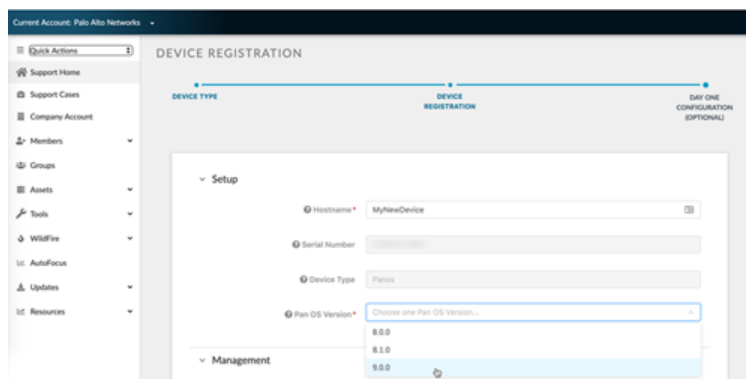 Current Account: Palo Alto Networks
Quick Actions
DEVICE REGISTRATION
Support Home
Support Cases
Company Account
Members
Groups
Assets
Tools
WildFire
AutoFocus
Updates
Resources
DEVICE TYPE
DEVICE
REGISTRATION
DAY ONE
CONFIGURATION
(OPTIONAL)
Setup
Hostname*
MyNewDevice
Serial Number
Device Type
Panos
Pan OS Version*
Choose one Pan OS Version...
8.0.0
8.1.0
9.0.0
Management